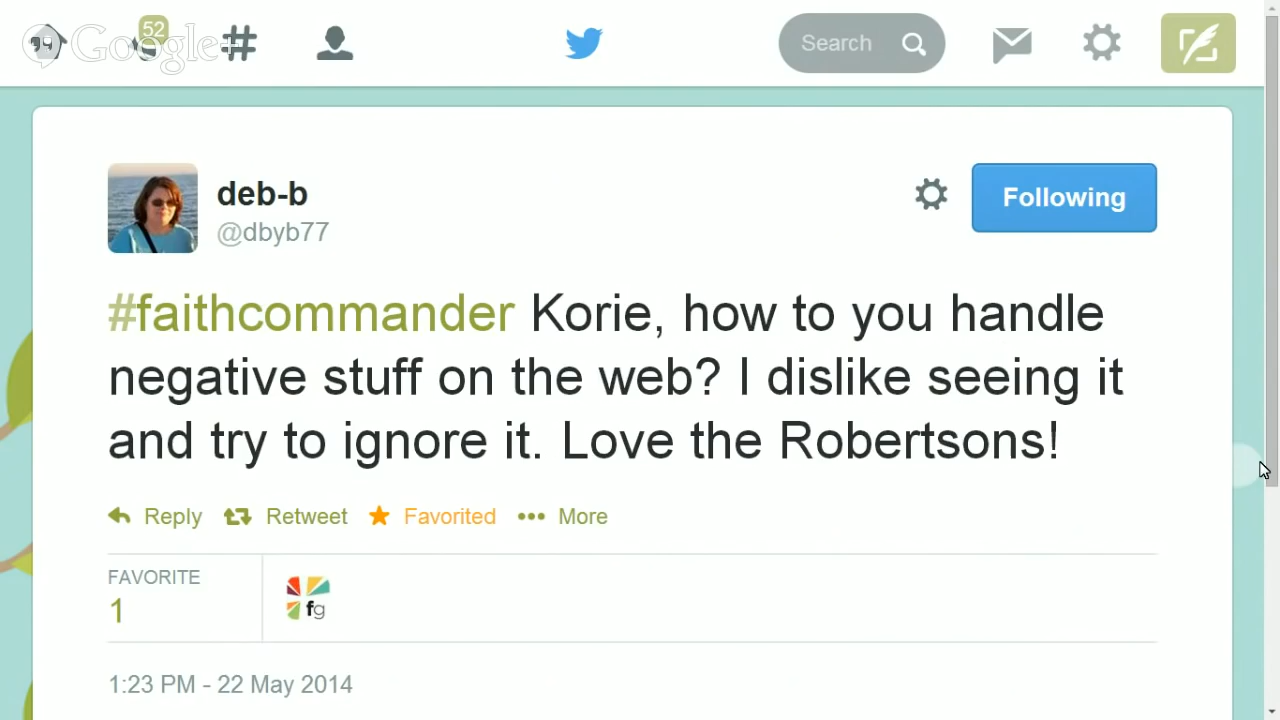 52
Google+
Search
deb-b
@dbyb77
Following
#faithcommander Korie, how to you handle
negative stuff on the web? I dislike seeing it
and try to ignore it. Love the Robertsons!
Reply Retweet Favorited More
FAVORITE
1
fg
1:23 PM - 22 May 2014